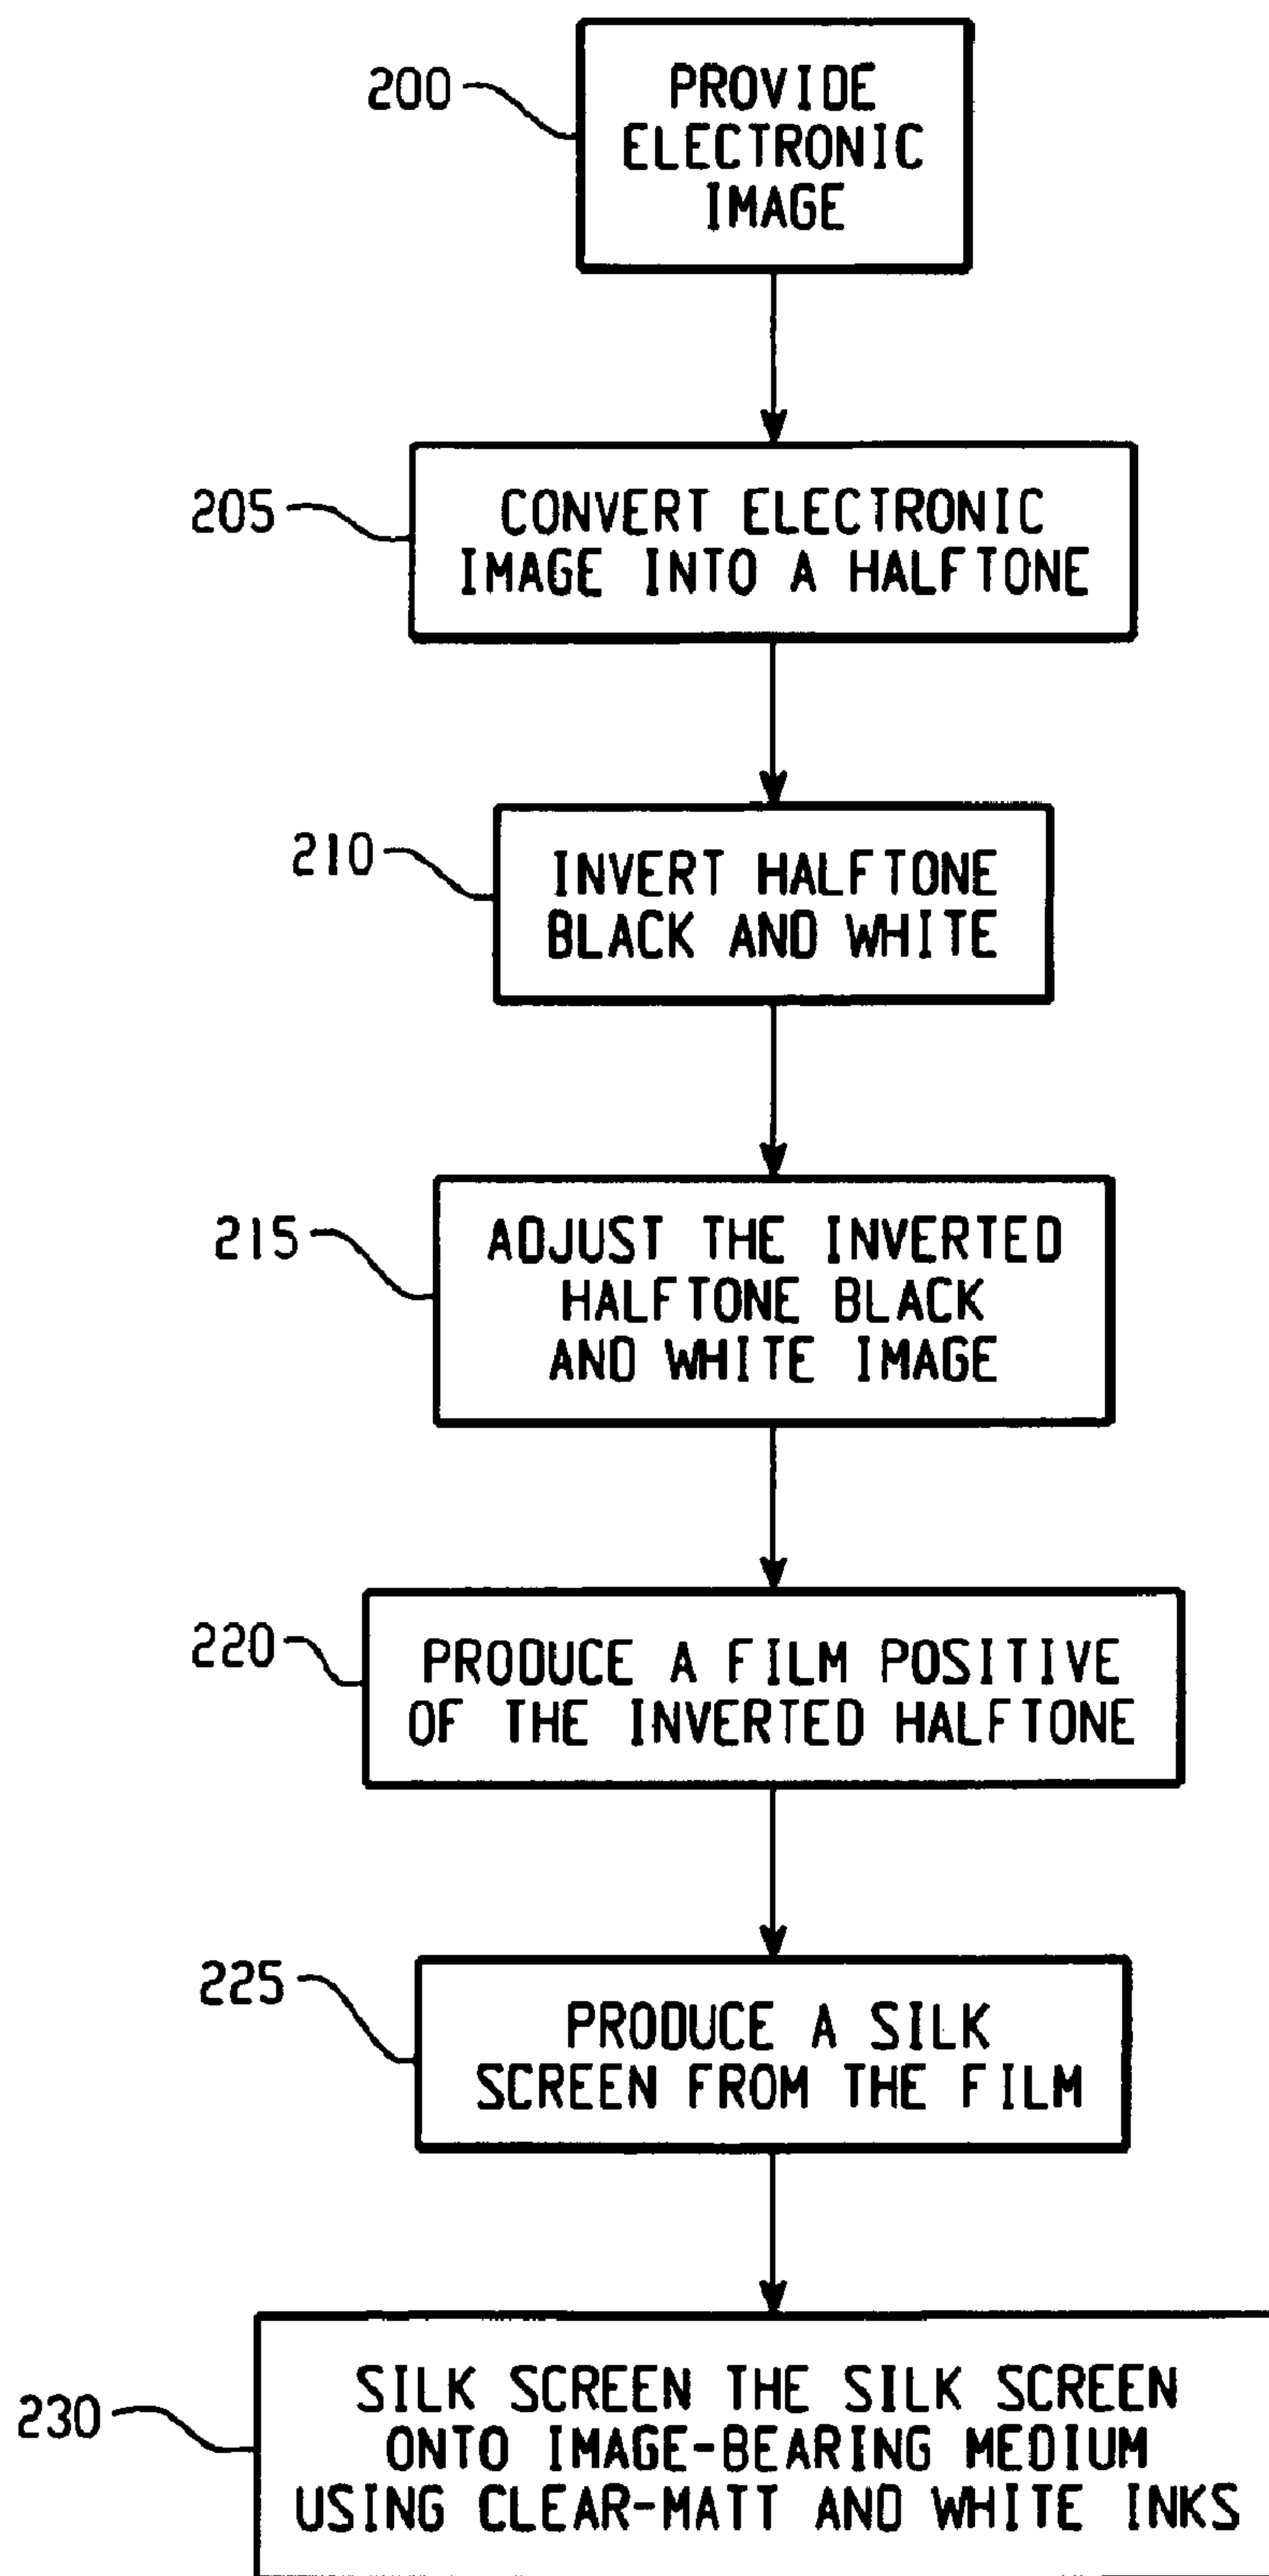 200
PROVIDE
ELECTRONIC
IMAGE
205
CONVERT ELECTRONIC
IMAGE INTO A HALFTONE
210
INVERT HALFTONE
BLACK AND WHITE
215
ADJUST THE INVERTED
HALFTONE BLACK
AND WHITE IMAGE
220
PRODUCE A FILM POSITIVE
OF THE INVERTED HALFTONE
225
PRODUCE A SILK
SCREEN FROM THE FILM
230
SILK SCREEN THE SILK SCREEN
ONTO IMAGE-BEARING MEDIUM
USING CLEAR-MATT AND WHITE INKS